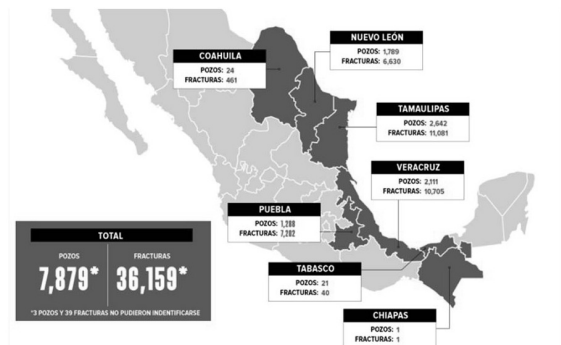 NUEVO LEÓN
POZOS: 1,789
FRACTURAS: 6,630
COAHUILA
POZOS: 24
FRACTURAS: 461
TAMAULIPAS
POZOS: 2,642
FRACTURAS: 11,081
VERACRUZ
POZOS: 2,111
FRACTURAS: 10,705
PUEBLA
POZOS: 1,288
FRACTURAS: 7,202
TOTAL
POZOS FRACTURAS
7,879* 36,159*
*3 POZOS Y 39 FRACTURAS NO PUDIERON INDENTIFICARSE
TABASCO
POZOS: 21
FRACTURAS: 40
CHIAPAS
POZOS: 1
FRACTURAS: 1